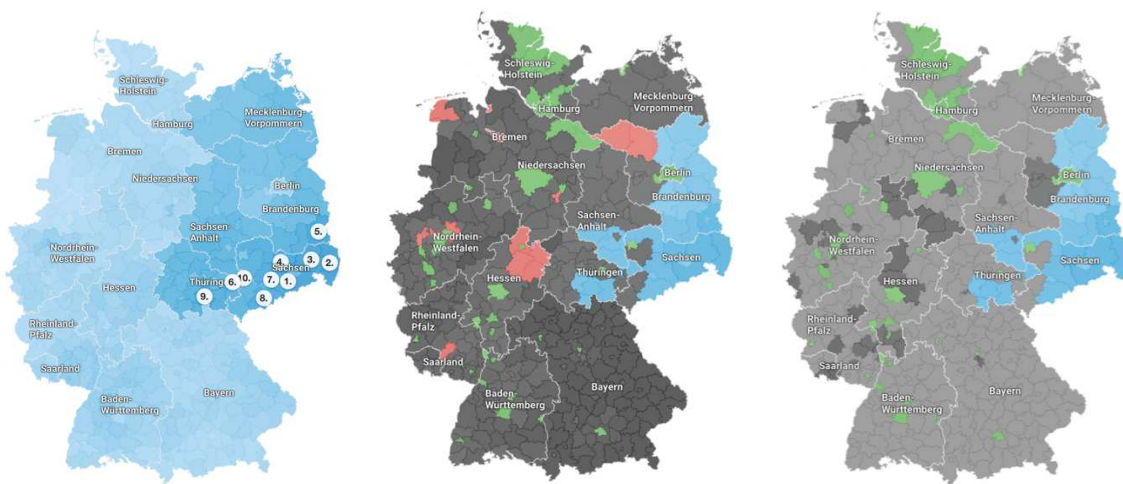 Schleswig-
Holstein
Mecklenburg-
Vorpommern
Hamburg
Bremen
Niedersachsen
Berlin
Brandenburg
Sachsen-
Anhalt
5.
Nordrhein-
Westfalen
4.
Sachsen
3.
2.
Thüring
6.
10.
7.
1.
Hessen
9.
8.
Rheinland-
Pfalz
Saarland
Baden-
Württemberg
Bayern
Schleswig-
Holstein
Mecklenburg-
Vorpommern
Hamburg
Bremen
Niedersachsen
Berlin
Brandenburg
Sachsen-
Anhalt
Nordrhein-
Westfalen
Sachsen
Thüringen
Hessen
Rheinland-
Pfalz
Saarland
Baden-
Württemberg
Bayern
Schleswig-
Holstein
Mecklenburg-
Vorpommern
Hamburg
Bremen
Niedersachsen
Berlin
Brandenburg
Sachsen-
Anhalt
Nordrhein-
Westfalen
Sachsen
Thüringen
Hessen
Rheinland-
Pfalz
Saarland
Baden-
Württemberg
Bayern